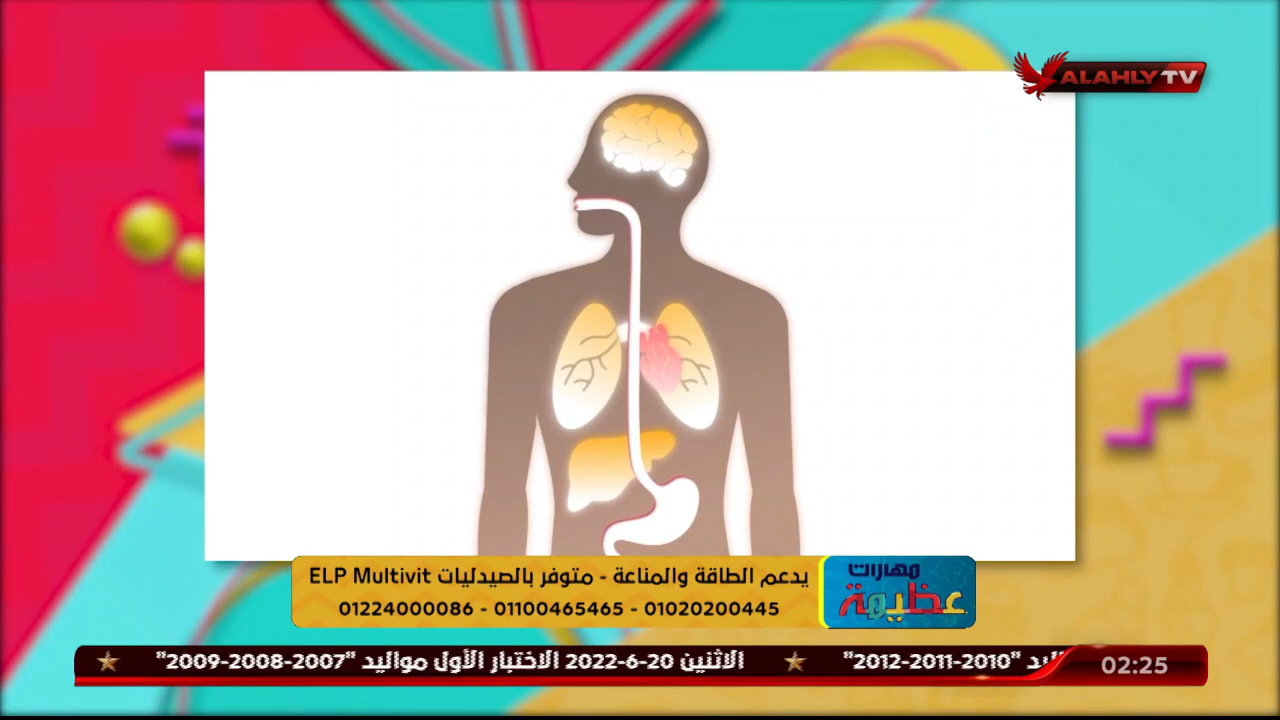 ALAHLY TV
يدعم الطاقة والمناعة - متوفر بالصيدليات ELP Multivit
01224000086 - 01100465465 - 01020200445
مهارات
عظيمة
"2012-2011-2010" الاثنين 20-6-2022 الاختبار الأول مواليد "2007-2008-2009"
02:25